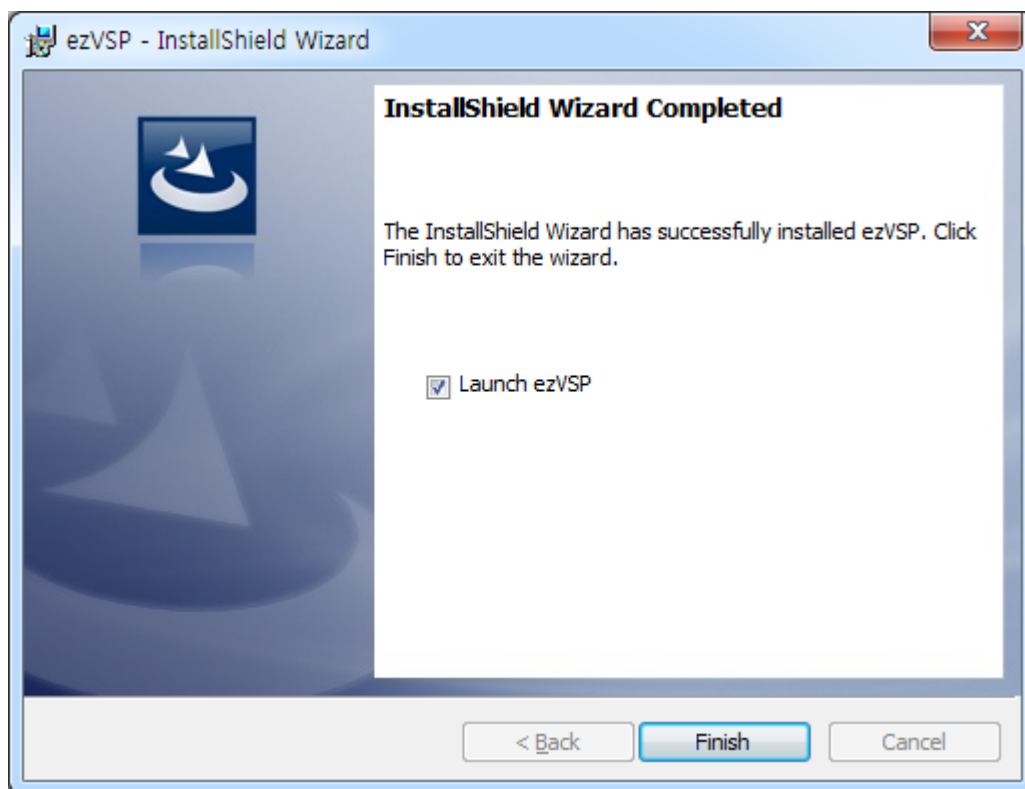 ezVSP - InstallShield Wizard
InstallShield Wizard Completed
The InstallShield Wizard has successfully installed ezVSP. Click
Finish to exit the wizard.
Launch ezVSP
< Back
Finish
Cancel